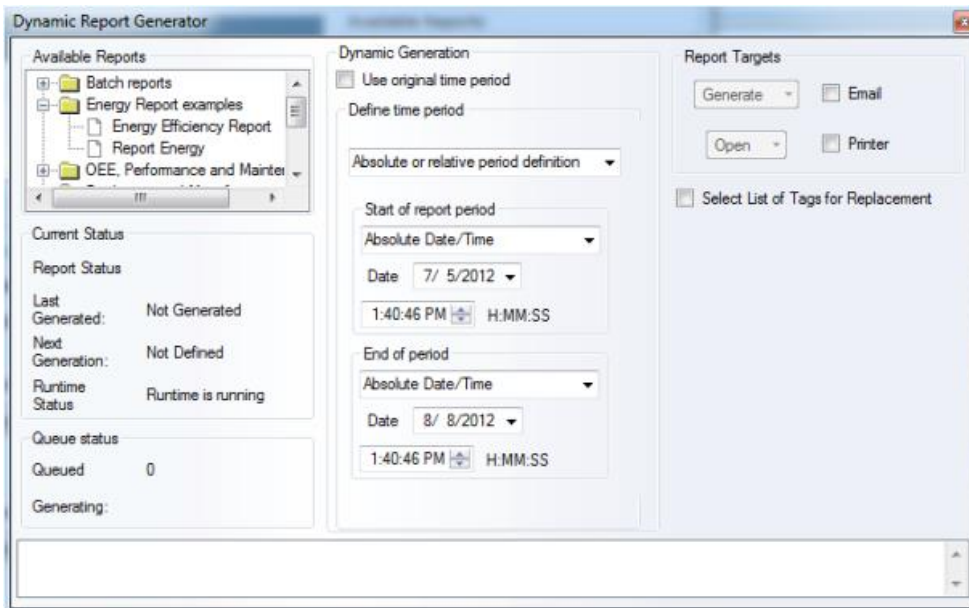 Dynamic Report Generator
Available Reports
Batch reports
Energy Report examples
Energy Efficiency Report
Report Energy
OEE, Performance and Mainte
Current Status
Report Status
Last Generated: Not Generated
Next Generation: Not Defined
Runtime Status Runtime is running
Queue status
Queued 0
Generating:
Dynamic Generation
Use original time period
Define time period
Absolute or relative period definition
Start of report period
Absolute Date/Time
Date 7/ 5/2012
1:40:46 PM H:MM:SS
End of period
Absolute Date/Time
Date 8/ 8/2012
1:40:46 PM H:MM:SS
Report Targets
Generate Email
Open Printer
Select List of Tags for Replacement